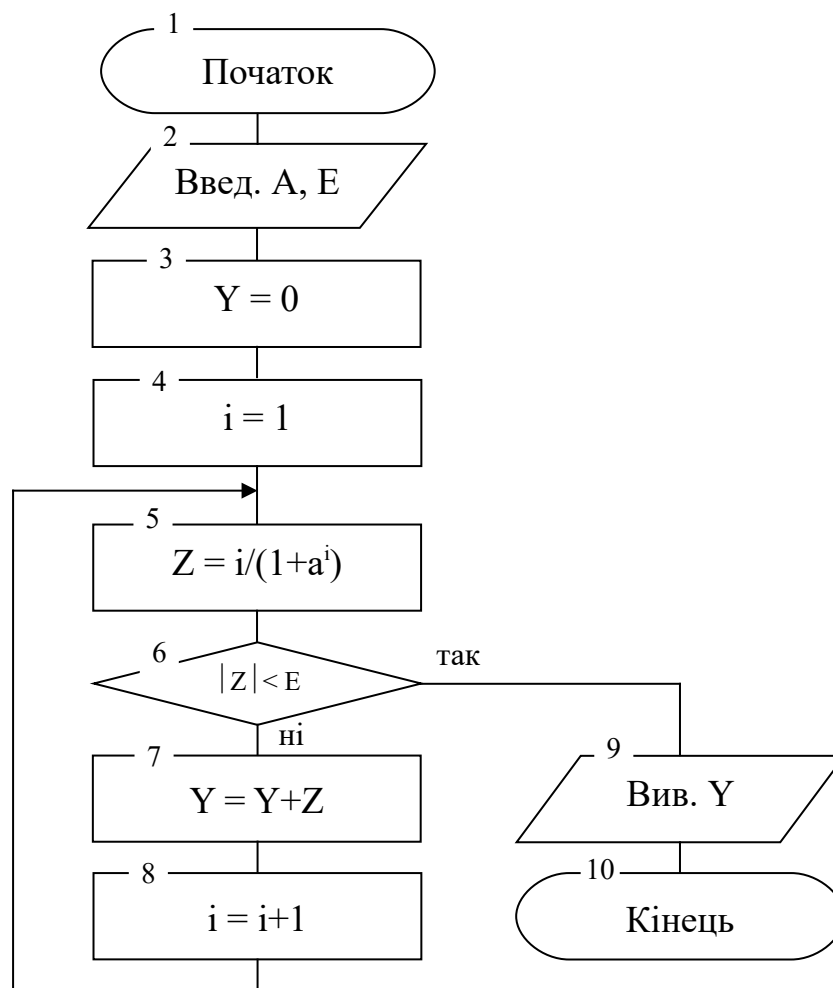 1
Початок
2
Введ. A, E
3
Y = 0
4
i = 1
5
Z = i/(1+aⁱ)
6
|Z| < E
так
ні
7
Y = Y+Z
8
i = i+1
9
Вив. Y
10
Кінець